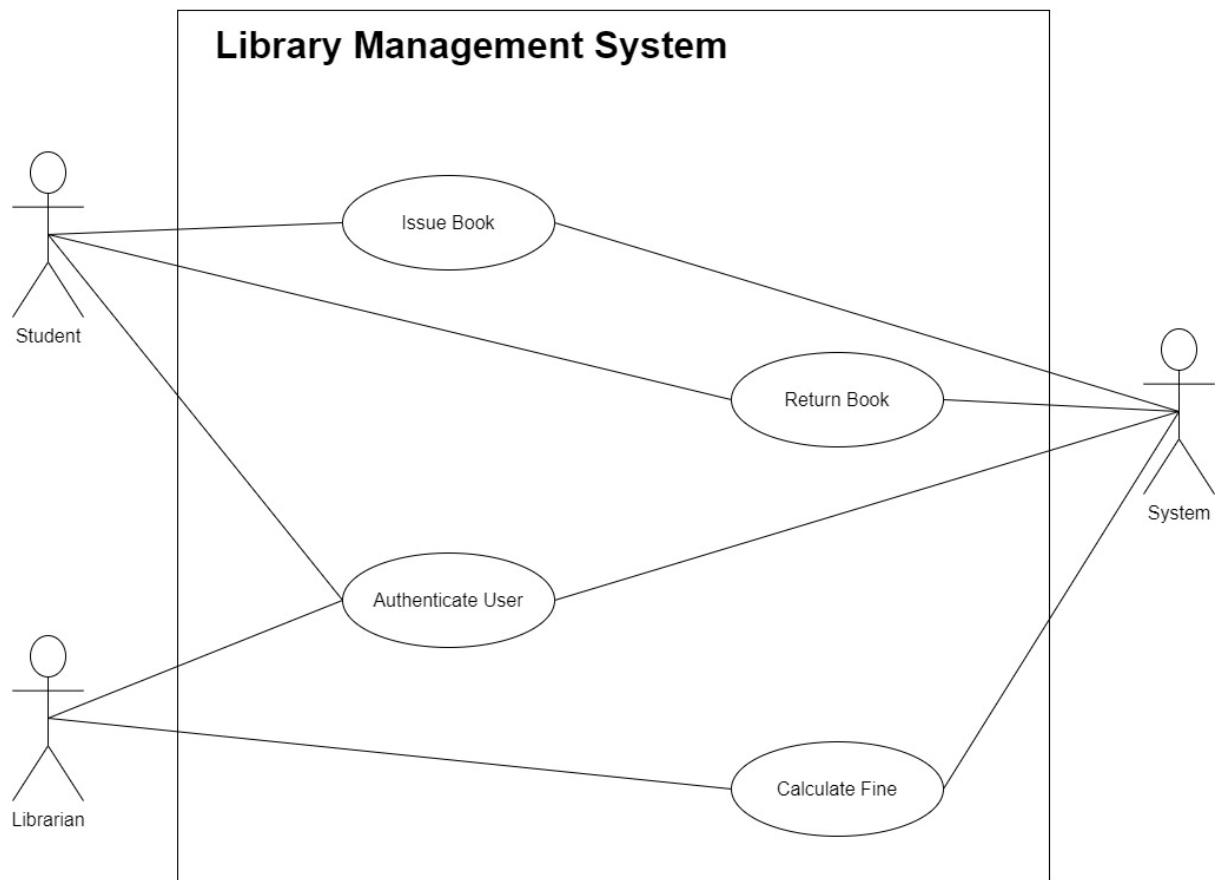 Library Management System
Issue Book
Student
Return Book
System
Authenticate User
Calculate Fine
Librarian